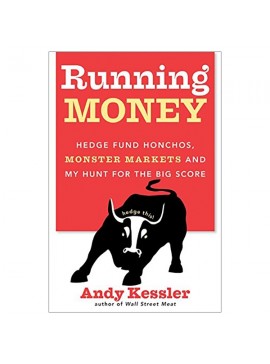 Running
MONEY
HEDGE FUND HONCHOS,
MONSTER MARKETS AND
MY HUNT FOR THE BIG SCORE
hedge this!
Andy Kessler
author of Wall Street Meat